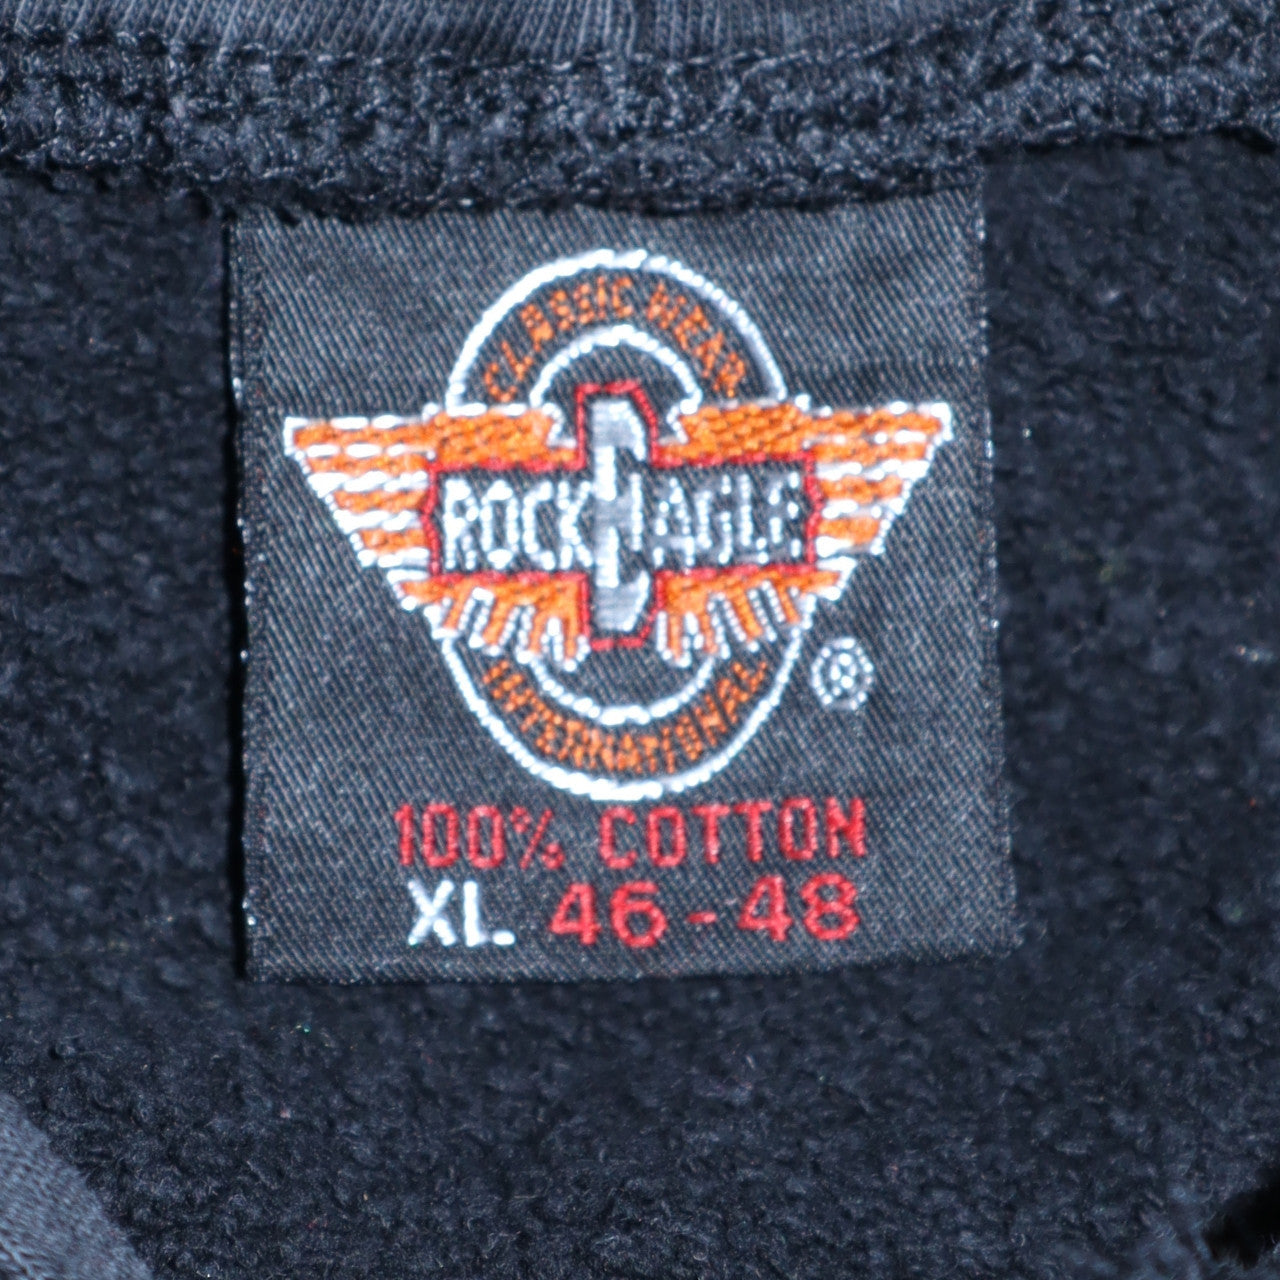 CLASSIC WEAR
ROCK EAGLE
INTERNATIONAL
®
100% COTTON
XL 46-48